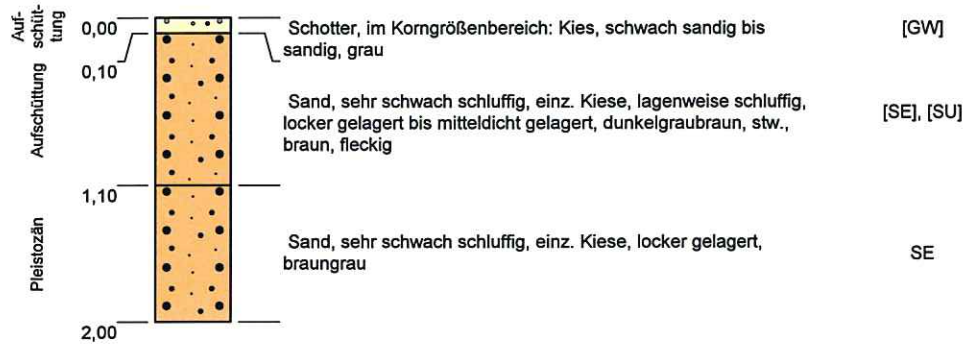 Auf-
schüt-
tung
0,00
Schotter, im Korngrößenbereich: Kies, schwach sandig bis
sandig, grau
[GW]
0,10
Aufschüttung
Sand, sehr schwach schluffig, einz. Kiese, lagenweise schluffig,
locker gelagert bis mitteldicht gelagert, dunkelgraubraun, stw.,
braun, fleckig
[SE], [SU]
1,10
Pleistozän
Sand, sehr schwach schluffig, einz. Kiese, locker gelagert,
braungrau
SE
2,00